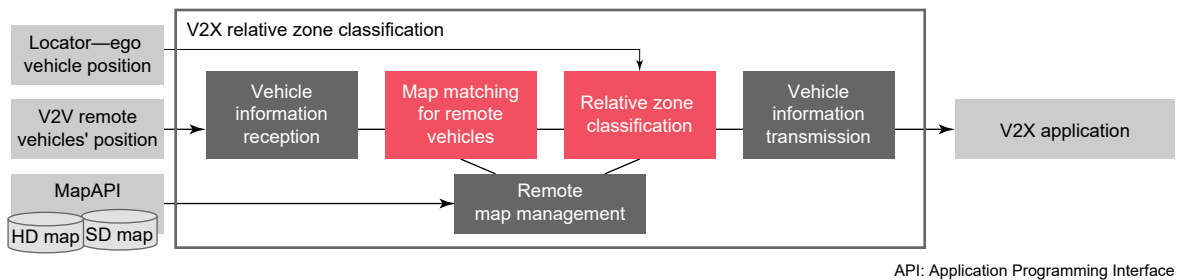 V2X relative zone classification
Locator—ego
vehicle position
V2V remote
vehicles' position
MapAPI
HD map
SD map
Vehicle
information
reception
Map matching
for remote
vehicles
Relative zone
classification
Vehicle
information
transmission
Remote
map management
V2X application
API: Application Programming Interface